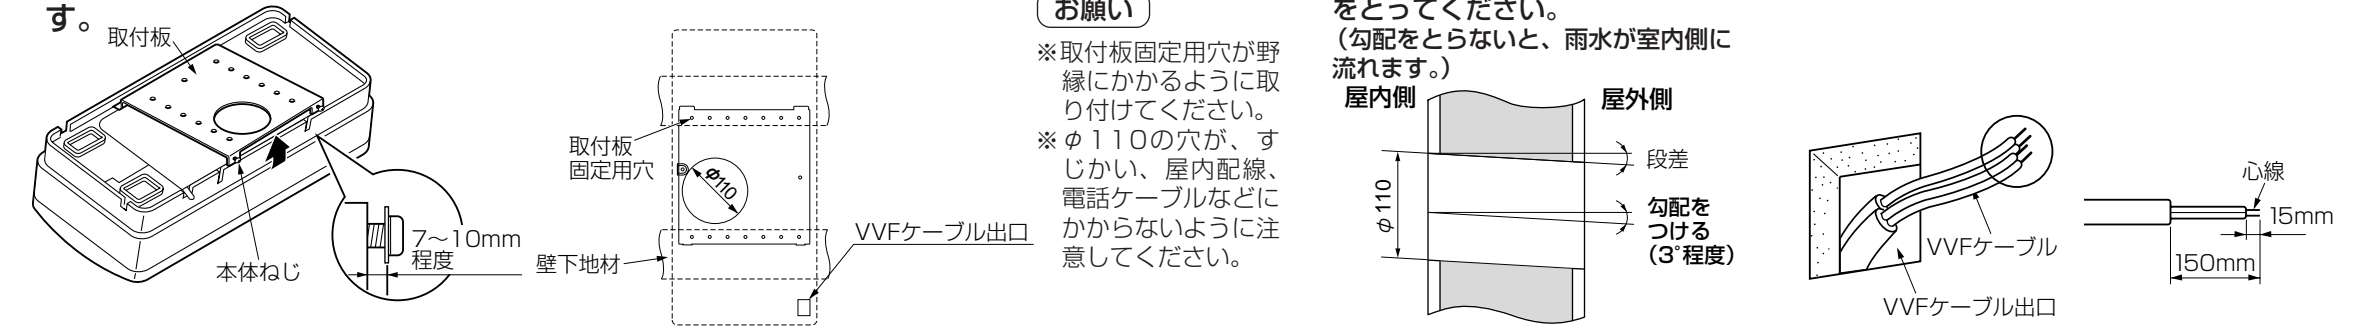 す。
取付板
本体ねじ
7〜10mm
程度
取付板
固定用穴
φ110
壁下地材
VVFケーブル出口
お願い
※取付板固定用穴が野
縁にかかるように取
り付けてください。
※φ110の穴が、す
じかい、屋内配線、
電話ケーブルなどに
かからないように注
意してください。
をとってください。
（勾配をとらないと、雨水が室内側に
流れます。）
屋内側
屋外側
段差
φ110
勾配を
つける
（3°程度）
VVFケーブル
VVFケーブル出口
心線
15mm
150mm